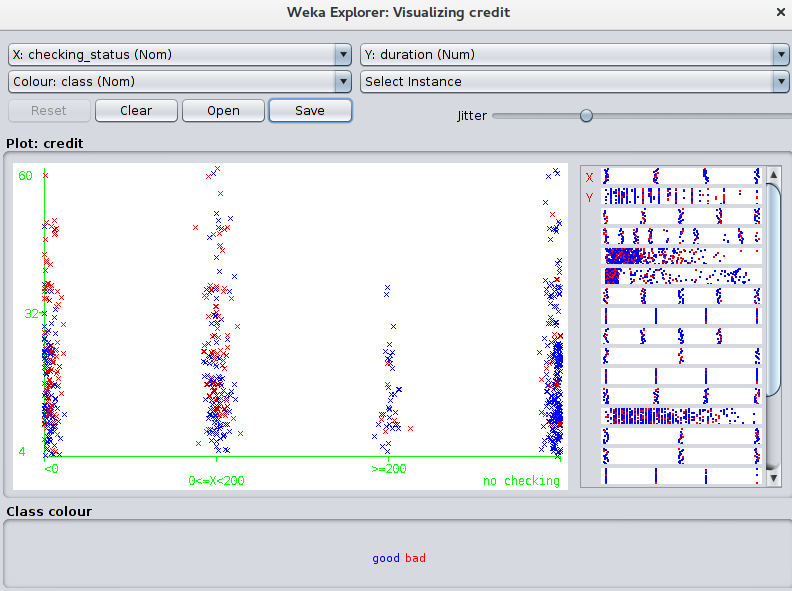 Weka Explorer: Visualizing credit ×
X: checking_status (Nom) Y: duration (Num)
Colour: class (Nom) Select Instance
Reset Clear Open Save Jitter
Plot: credit
60
32
4
<0 >=200
0<=X<200 no checking
X
Y
Class colour
good bad